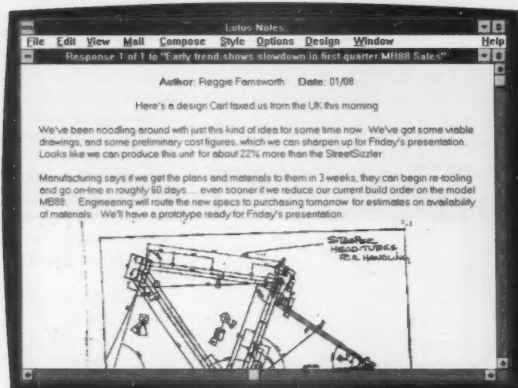 Lotus Notes
File Edit View Mail Compose Style Options Design Window Help
Response 1 of 1 to "Early trend shows slowdown in first quarter MB88 Sales"
Author: Reggie Farnsworth Date: 01/08
Here's a design Carl faxed us from the UK this morning
We've been noodling around with just this kind of idea for some time now. We've got some viable
drawings, and some preliminary cost figures, which we can sharpen up for Friday's presentation.
Looks like we can produce this unit for about 22% more than the StreetSizzler.
Manufacturing says if we get the plans and materials to them in 3 weeks, they can begin re-tooling
and go on-line in roughly 60 days... even sooner if we reduce our current build order on the model
MB88. Engineering will route the new specs to purchasing tomorrow for estimates on availability
of materials. We'll have a prototype ready for Friday's presentation.
STEEPER
HEAD-TUBES
FOR HANDLING